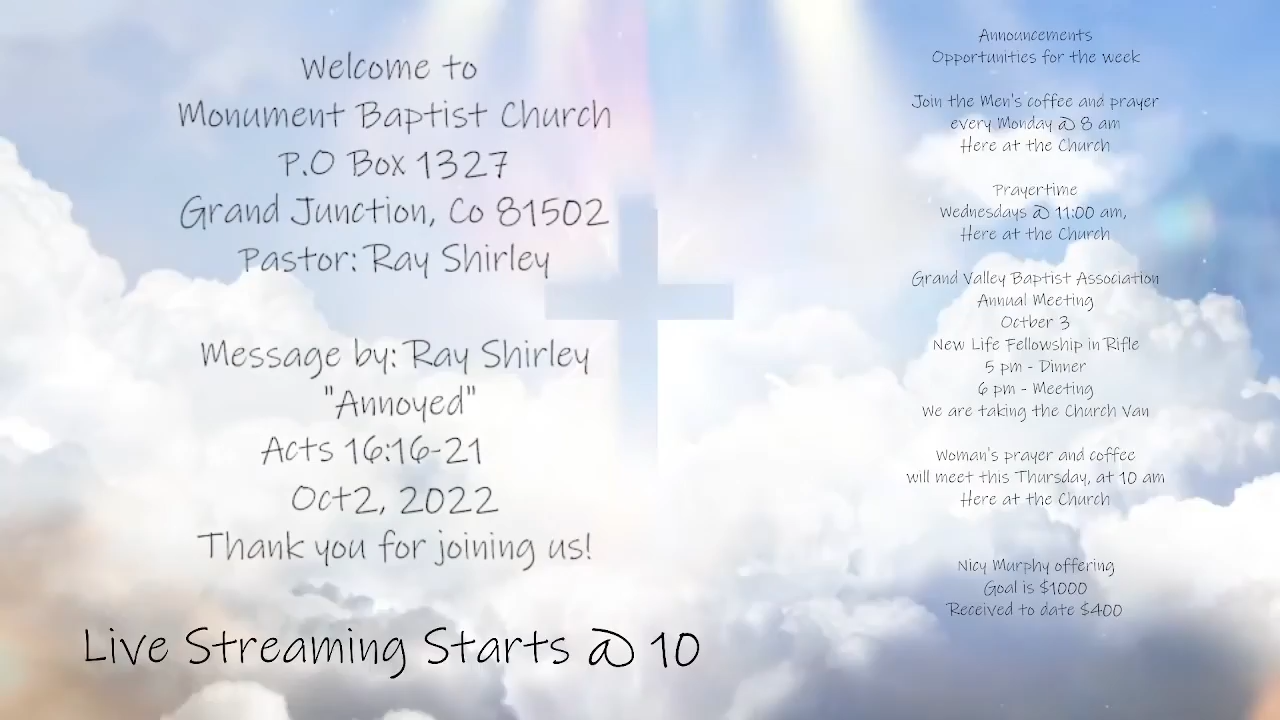 Welcome to
Monument Baptist Church
P.O Box 1327
Grand Junction, Co 81502
Pastor: Ray Shirley
Message by: Ray Shirley
"Annoyed"
Acts 16:16-21
Oct2, 2022
Thank you for joining us!
Live Streaming Starts @ 10
Announcements
Opportunities for the week
Join the Men's coffee and prayer
every Monday @ 8 am
Here at the Church
Prayertime
Wednesdays @ 11:00 am,
Here at the Church
Grand Valley Baptist Association
Annual Meeting
Octber 3
New Life Fellowship in Rifle
5 pm - Dinner
6 pm - Meeting
We are taking the Church Van
Woman's prayer and coffee
will meet this Thursday, at 10 am
Here at the Church
Nicy Murphy offering
Goal is $1000
Received to date $400